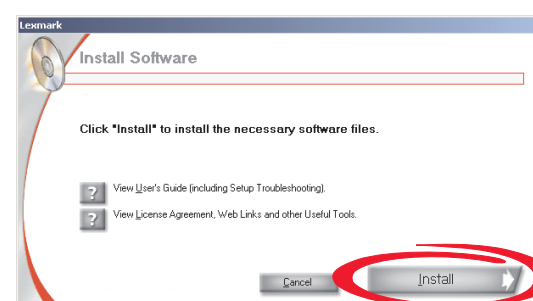 Lexmark
Install Software
Click "Install" to install the necessary software files.
? View User's Guide (including Setup Troubleshooting).
? View License Agreement, Web Links and other Useful Tools.
Cancel
Install